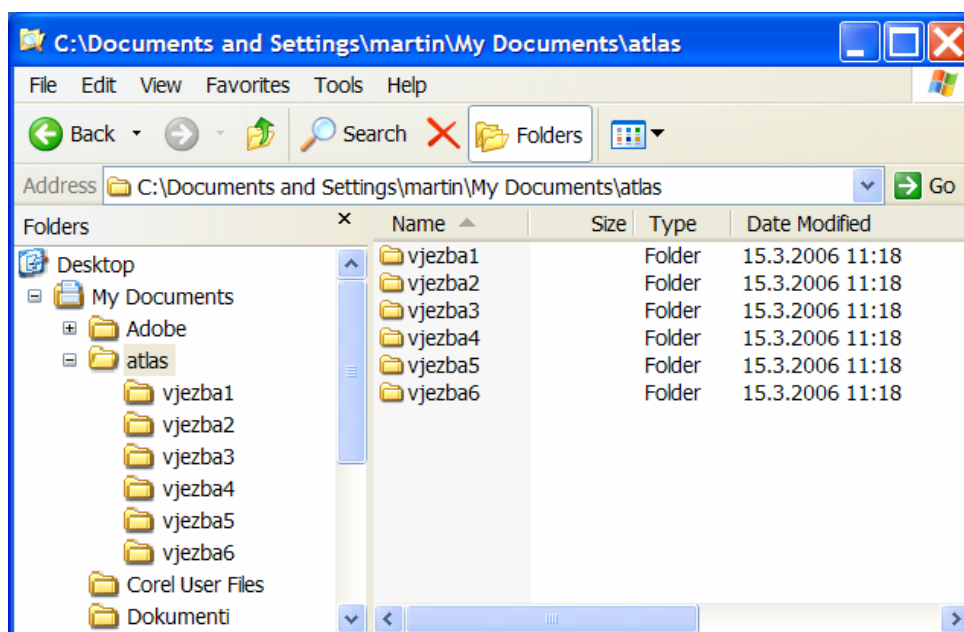 C:\Documents and Settings\martin\My Documents\atlas
File Edit View Favorites Tools Help
Back Search Folders
Address C:\Documents and Settings\martin\My Documents\atlas Go
Folders
Desktop
My Documents
Adobe
atlas
vjezba1
vjezba2
vjezba3
vjezba4
vjezba5
vjezba6
Corel User Files
Dokumenti
Name Size Type Date Modified
vjezba1 Folder 15.3.2006 11:18
vjezba2 Folder 15.3.2006 11:18
vjezba3 Folder 15.3.2006 11:18
vjezba4 Folder 15.3.2006 11:18
vjezba5 Folder 15.3.2006 11:18
vjezba6 Folder 15.3.2006 11:18